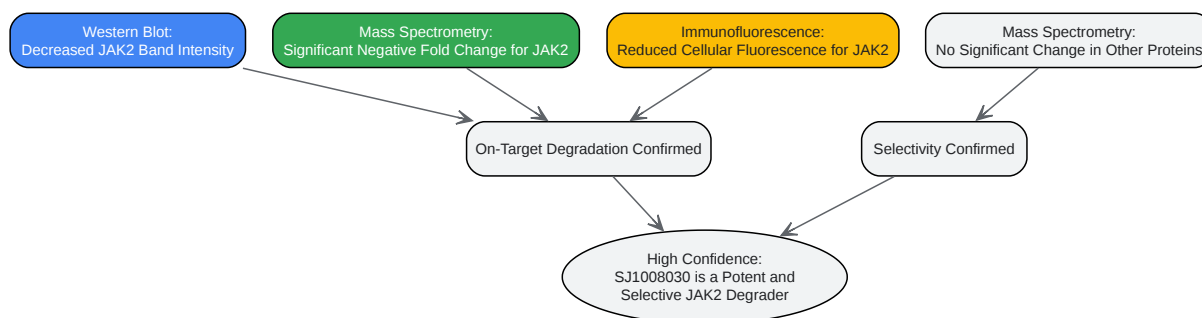 Western Blot:
Decreased JAK2 Band Intensity
Mass Spectrometry:
Significant Negative Fold Change for JAK2
Immunofluorescence:
Reduced Cellular Fluorescence for JAK2
Mass Spectrometry:
No Significant Change in Other Proteins
On-Target Degradation Confirmed
Selectivity Confirmed
High Confidence:
SJ1008030 is a Potent and
Selective JAK2 Degrader